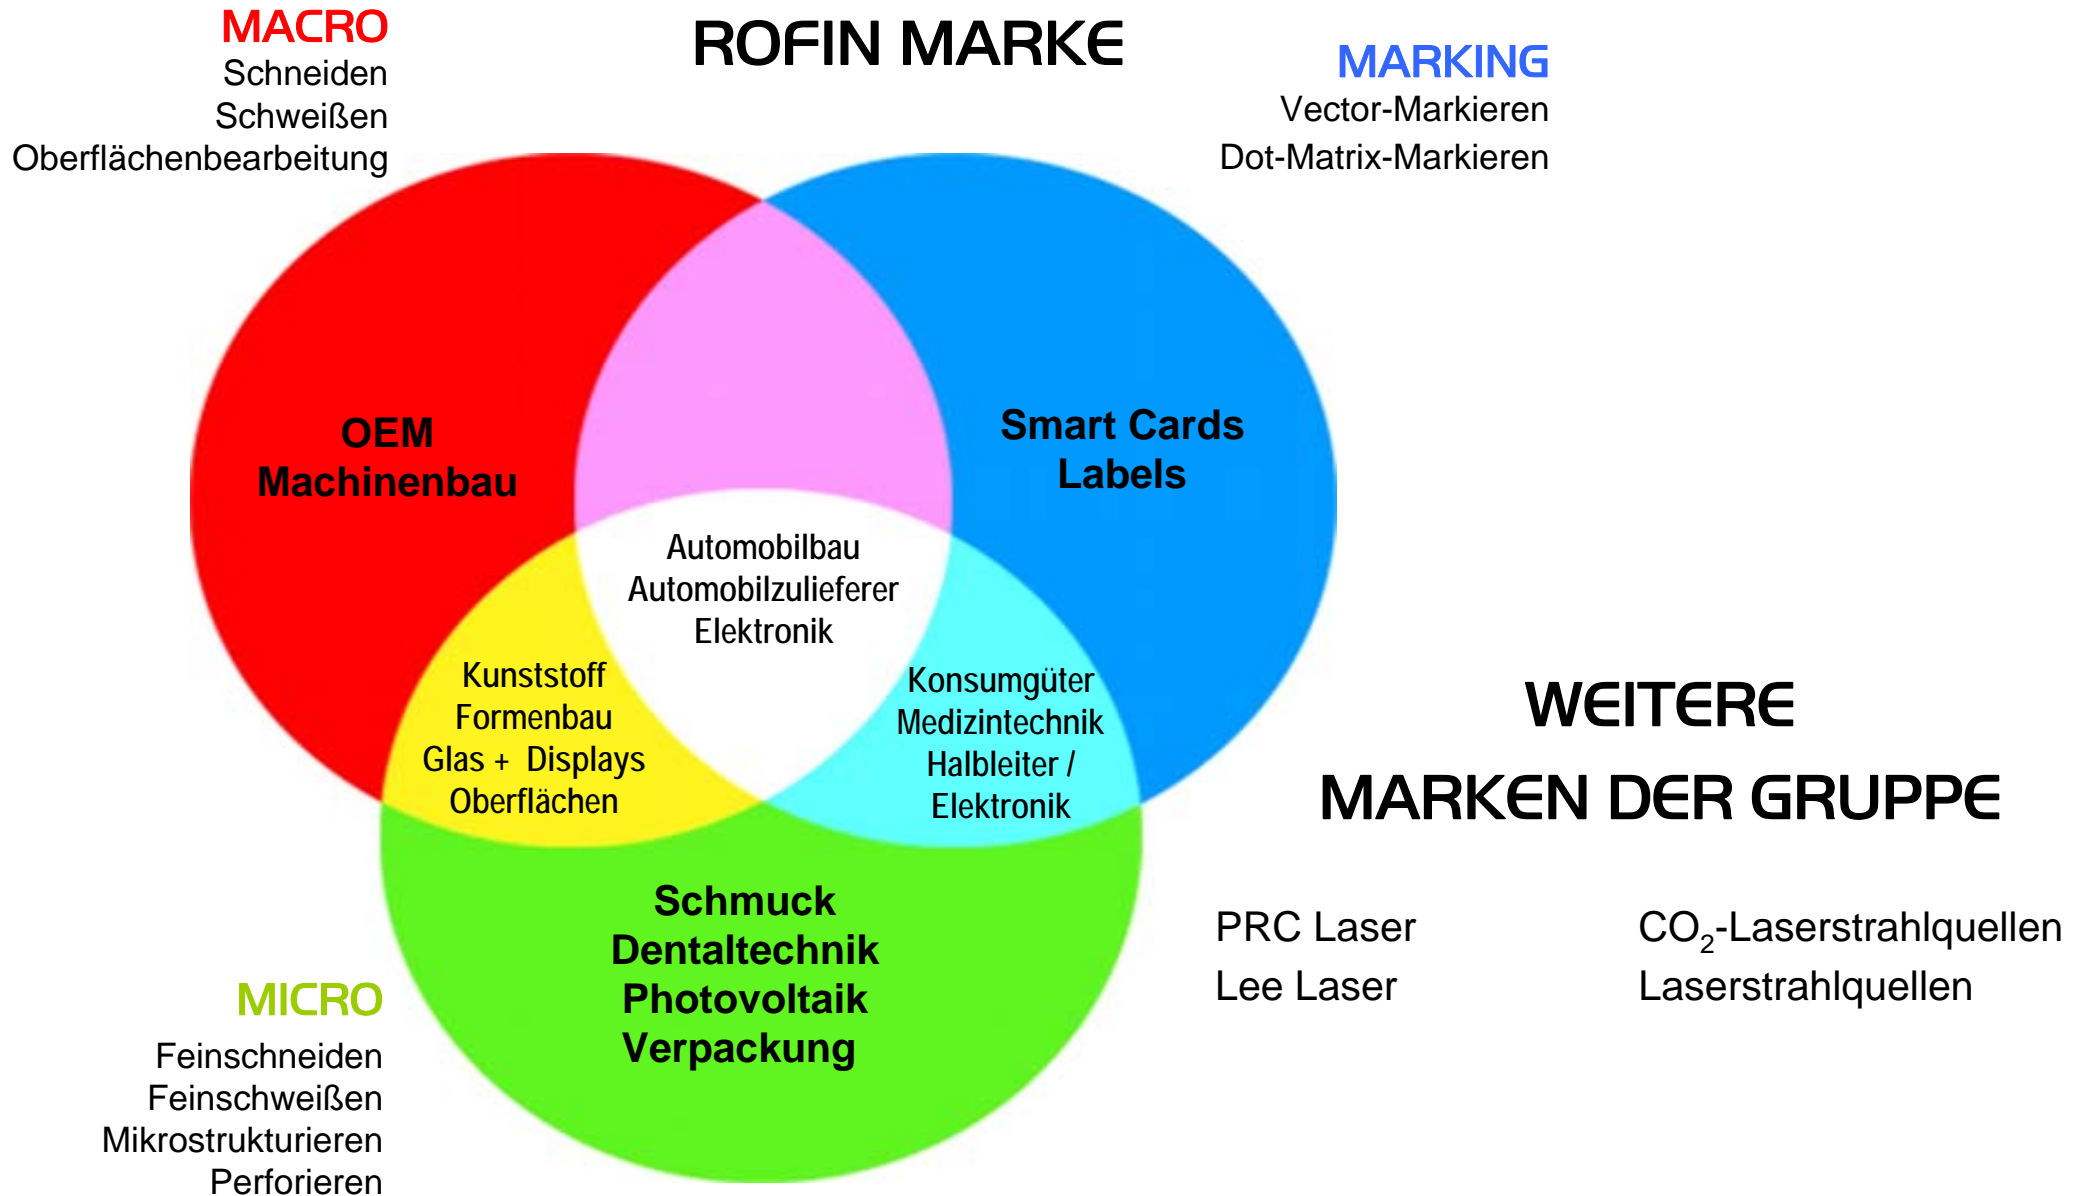 ROFIN MARKE
MACRO
Schneiden
Schweißen
Oberflächenbearbeitung
MARKING
Vector-Markieren
Dot-Matrix-Markieren
OEM
Machinenbau
Smart Cards
Labels
Automobilbau
Automobilzulieferer
Elektronik
Kunststoff
Formenbau
Glas + Displays
Oberflächen
Konsumgüter
Medizintechnik
Halbleiter /
Elektronik
Schmuck
Dentaltechnik
Photovoltaik
Verpackung
MICRO
Feinschneiden
Feinschweißen
Mikrostrukturieren
Perforieren
WEITERE
MARKEN DER GRUPPE
PRC Laser CO₂-Laserstrahlquellen
Lee Laser Laserstrahlquellen